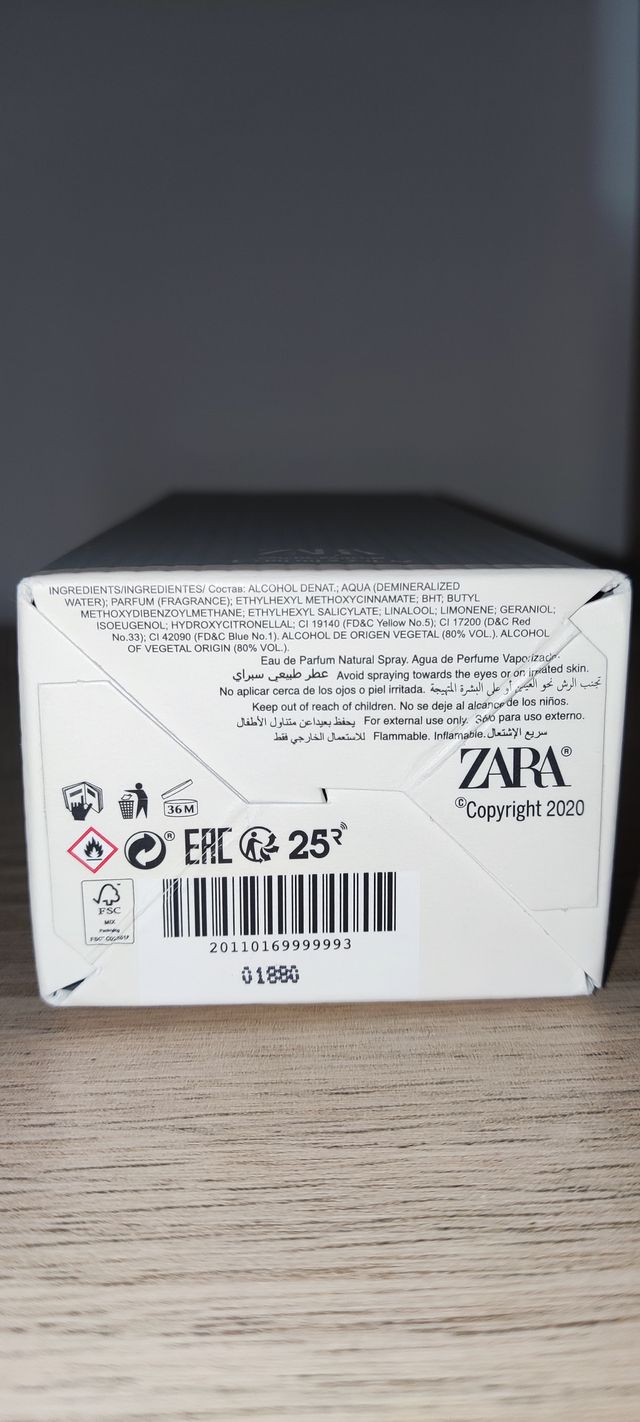 INGREDIENTS/INGREDIENTES/ Состав: ALCOHOL DENAT.; AQUA (DEMINERALIZED
WATER); PARFUM (FRAGRANCE); ETHYLHEXYL METHOXYCINNAMATE; BHT; BUTYL
METHOXYDIBENZOYLMETHANE; ETHYLHEXYL SALICYLATE; LINALOOL; LIMONENE; GERANIOL;
ISOEUGENOL; HYDROXYCITRONELLAL; CI 19140 (FD&C Yellow No.5); CI 17200 (D&C Red
No.33); CI 42090 (FD&C Blue No.1). ALCOHOL DE ORIGEN VEGETAL (80% VOL.). ALCOHOL
OF VEGETAL ORIGIN (80% VOL.).
Eau de Parfum Natural Spray. Agua de Perfume Vaporizador
عطر طبيعي سبراي Avoid spraying towards the eyes or on irritated skin.
No aplicar cerca de los ojos o piel irritada. تجنب الرش نحو العينين أو على البشرة المتهيجة
Keep out of reach of children. No se deje al alcance de los niños.
يحفظ بعيداعن متناول الأطفال For external use only. Sólo para uso externo.
للاستعمال الخارجي فقط Flammable. Inflamable. سريع الإشتعال
ZARA®
©Copyright 2020
36 M
® EAC 25R
FSC
MIX
Packaging
20110169999993
01880